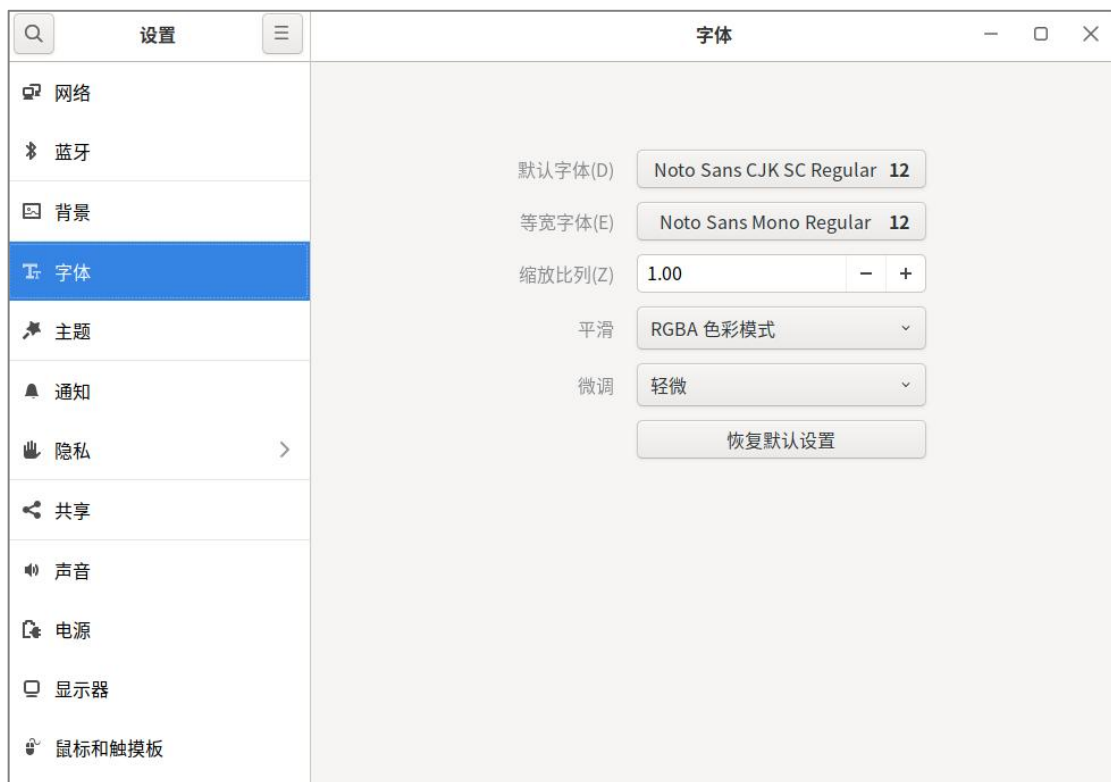 设置
字体
网络
蓝牙
背景
字体
主题
通知
隐私
共享
声音
电源
显示器
鼠标和触摸板
默认字体(D) Noto Sans CJK SC Regular 12
等宽字体(E) Noto Sans Mono Regular 12
缩放比列(Z) 1.00 − +
平滑 RGBA 色彩模式
微调 轻微
恢复默认设置